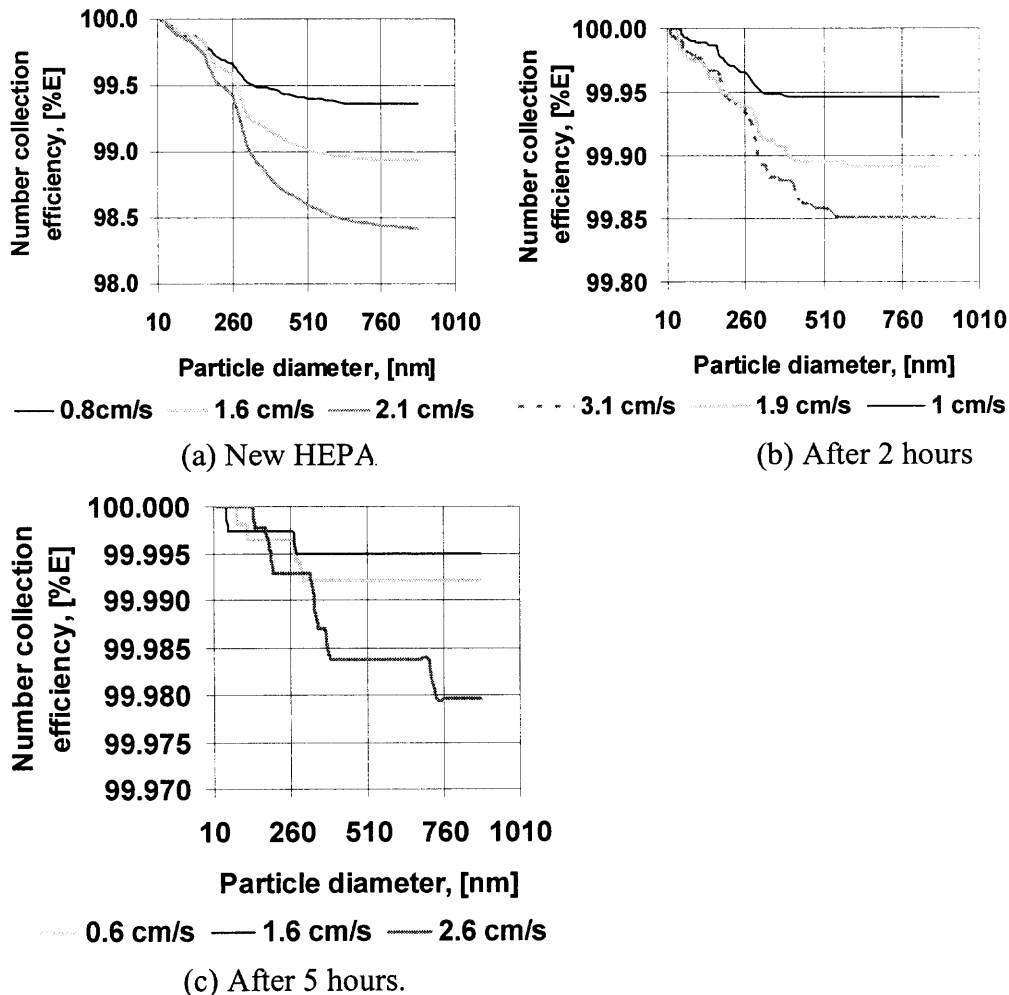 Number collection
efficiency, [%E]
100.0
99.5
99.0
98.5
98.0
10 260 510 760 1010
Particle diameter, [nm]
0.8cm/s 1.6 cm/s 2.1 cm/s
(a) New HEPA
Number collection
efficiency, [%E]
100.00
99.95
99.90
99.85
99.80
10 260 510 760 1010
Particle diameter, [nm]
3.1 cm/s 1.9 cm/s 1 cm/s
(b) After 2 hours
Number collection
efficiency, [%E]
100.000
99.995
99.990
99.985
99.980
99.975
99.970
10 260 510 760 1010
Particle diameter, [nm]
0.6 cm/s 1.6 cm/s 2.6 cm/s
(c) After 5 hours.